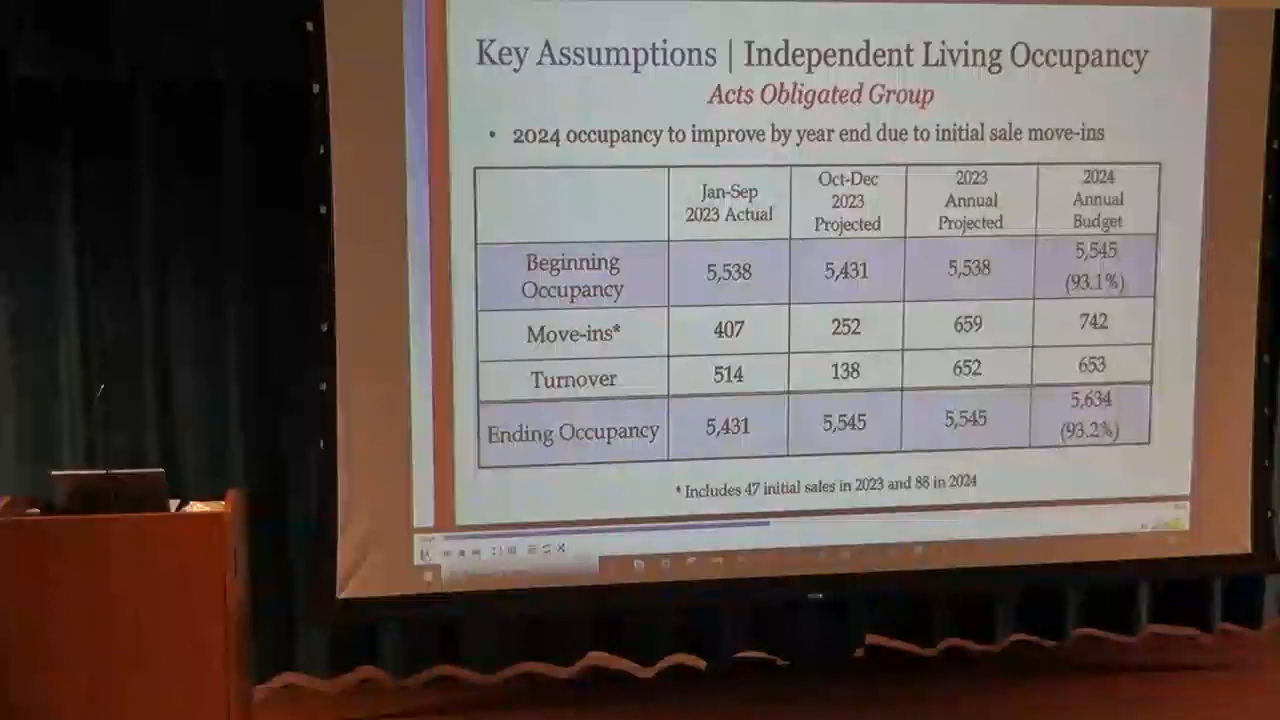 Key Assumptions | Independent Living Occupancy
Acts Obligated Group
• 2024 occupancy to improve by year end due to initial sale move-ins
Jan-Sep
2023 Actual
Oct-Dec
2023
Projected
2023
Annual
Projected
2024
Annual
Budget
Beginning
Occupancy
5,538
5,431
5,538
5,545
(93.1%)
Move-ins*
407
252
659
742
Turnover
514
138
652
653
Ending Occupancy
5,431
5,545
5,545
5,634
(93.2%)
* Includes 47 initial sales in 2023 and 88 in 2024